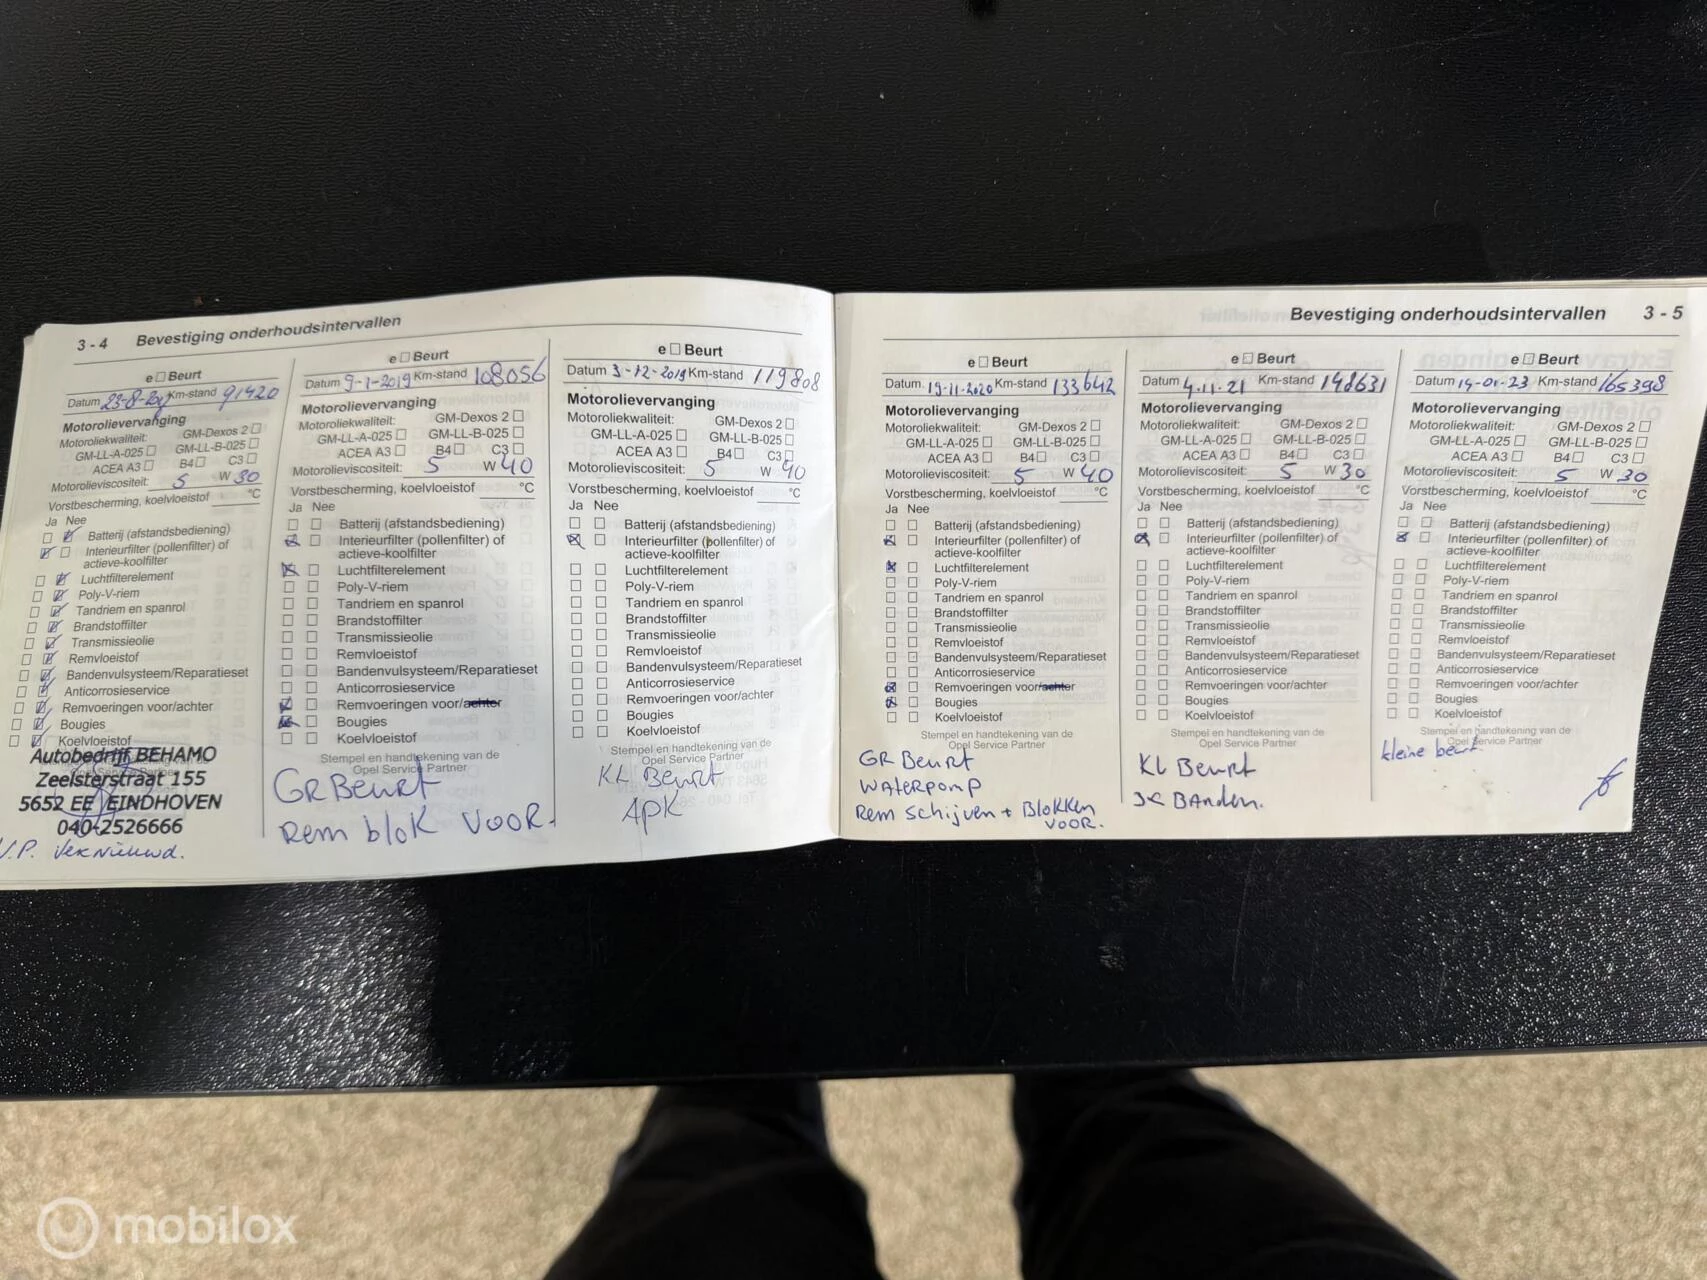 3 - 4 Bevestiging onderhoudsintervallen
e ☐ Beurt
Datum 23-8- Km-stand 91420
Motorolievervanging
Motoroliekwaliteit: GM-Dexos 2 ☐
GM-LL-A-025 ☐ GM-LL-B-025 ☐
ACEA A3 ☐ B4 ☐ C3 ☐
Motorolieviscositeit: 5 W 30
Vorstbescherming, koelvloeistof °C
Ja Nee
Batterij (afstandsbediening)
Interieurfilter (pollenfilter) of
actieve-koolfilter
Luchtfilterelement
Poly-V-riem
Tandriem en spanrol
Brandstoffilter
Transmissieolie
Remvloeistof
Bandenvulsysteem/Reparatieset
Anticorrosieservice
Remvoeringen voor/achter
Bougies
Koelvloeistof
Autobedrijf BEHAMO
Zeelsterstraat 155
5652 EE EINDHOVEN
040-2526666
V.P. Vernieuwd.
e ☐ Beurt
Datum 9-1-2019 Km-stand 108056
Motorolievervanging
Motoroliekwaliteit: GM-Dexos 2 ☐
GM-LL-A-025 ☐ GM-LL-B-025 ☐
ACEA A3 ☐ B4 ☐ C3 ☐
Motorolieviscositeit: 5 W 40
Vorstbescherming, koelvloeistof °C
Ja Nee
Batterij (afstandsbediening)
Interieurfilter (pollenfilter) of
actieve-koolfilter
Luchtfilterelement
Poly-V-riem
Tandriem en spanrol
Brandstoffilter
Transmissieolie
Remvloeistof
Bandenvulsysteem/Reparatieset
Anticorrosieservice
Remvoeringen voor/achter
Bougies
Koelvloeistof
Stempel en handtekening van de
Opel Service Partner
GR Beurt
Rem blok VOOR.
e ☐ Beurt
Datum 3-12-2019 Km-stand 119808
Motorolievervanging
Motoroliekwaliteit: GM-Dexos 2 ☐
GM-LL-A-025 ☐ GM-LL-B-025 ☐
ACEA A3 ☐ B4 ☐ C3 ☐
Motorolieviscositeit: 5 W 40
Vorstbescherming, koelvloeistof °C
Ja Nee
Batterij (afstandsbediening)
Interieurfilter (pollenfilter) of
actieve-koolfilter
Luchtfilterelement
Poly-V-riem
Tandriem en spanrol
Brandstoffilter
Transmissieolie
Remvloeistof
Bandenvulsysteem/Reparatieset
Anticorrosieservice
Remvoeringen voor/achter
Bougies
Koelvloeistof
Stempel en handtekening van de
Opel Service Partner
KL Beurt
APK
Bevestiging onderhoudsintervallen 3 - 5
e ☐ Beurt
Datum 19-11-2020 Km-stand 133642
Motorolievervanging
Motoroliekwaliteit: GM-Dexos 2 ☐
GM-LL-A-025 ☐ GM-LL-B-025 ☐
ACEA A3 ☐ B4 ☐ C3 ☐
Motorolieviscositeit: 5 W 40
Vorstbescherming, koelvloeistof °C
Ja Nee
Batterij (afstandsbediening)
Interieurfilter (pollenfilter) of
actieve-koolfilter
Luchtfilterelement
Poly-V-riem
Tandriem en spanrol
Brandstoffilter
Transmissieolie
Remvloeistof
Bandenvulsysteem/Reparatieset
Anticorrosieservice
Remvoeringen voor/achter
Bougies
Koelvloeistof
Stempel en handtekening van de
Opel Service Partner
GR Beurt
Waterpomp
Rem schijven + Blokken
VOOR.
e ☐ Beurt
Datum 4-11-21 Km-stand 148631
Motorolievervanging
Motoroliekwaliteit: GM-Dexos 2 ☐
GM-LL-A-025 ☐ GM-LL-B-025 ☐
ACEA A3 ☐ B4 ☐ C3 ☐
Motorolieviscositeit: 5 W 30
Vorstbescherming, koelvloeistof °C
Ja Nee
Batterij (afstandsbediening)
Interieurfilter (pollenfilter) of
actieve-koolfilter
Luchtfilterelement
Poly-V-riem
Tandriem en spanrol
Brandstoffilter
Transmissieolie
Remvloeistof
Bandenvulsysteem/Reparatieset
Anticorrosieservice
Remvoeringen voor/achter
Bougies
Koelvloeistof
Stempel en handtekening van de
Opel Service Partner
KL Beurt
Banden.
e ☐ Beurt
Datum 14-01-23 Km-stand 165398
Motorolievervanging
Motoroliekwaliteit: GM-Dexos 2 ☐
GM-LL-A-025 ☐ GM-LL-B-025 ☐
ACEA A3 ☐ B4 ☐ C3 ☐
Motorolieviscositeit: 5 W 30
Vorstbescherming, koelvloeistof °C
Ja Nee
Batterij (afstandsbediening)
Interieurfilter (pollenfilter) of
actieve-koolfilter
Luchtfilterelement
Poly-V-riem
Tandriem en spanrol
Brandstoffilter
Transmissieolie
Remvloeistof
Bandenvulsysteem/Reparatieset
Anticorrosieservice
Remvoeringen voor/achter
Bougies
Koelvloeistof
Stempel en handtekening van de
Opel Service Partner
kleine beurt
mobilox